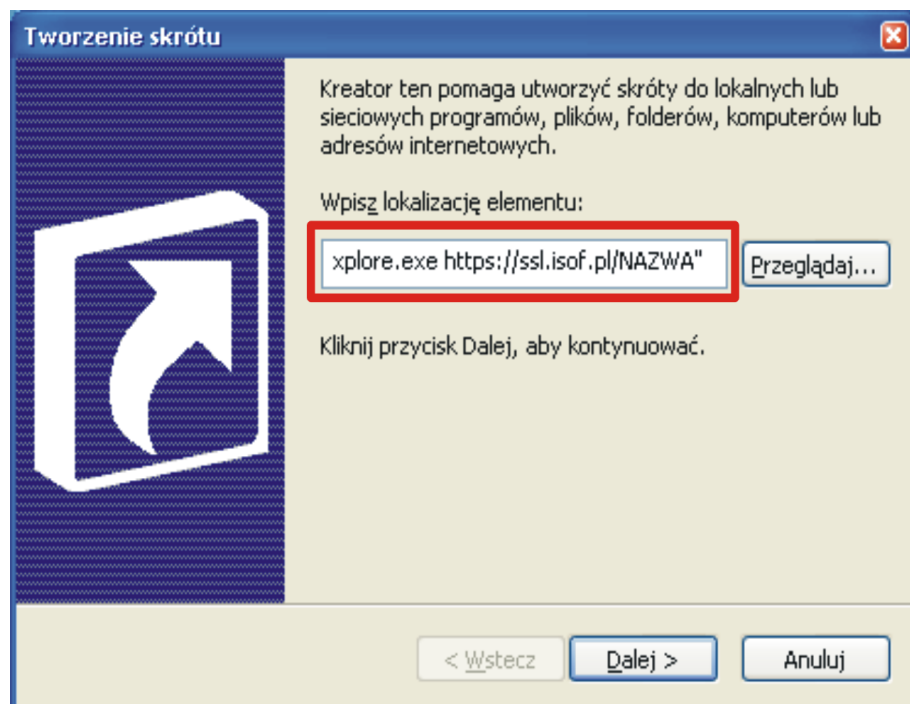 Tworzenie skrótu
Kreator ten pomaga utworzyć skróty do lokalnych lub
sieciowych programów, plików, folderów, komputerów lub
adresów internetowych.
Wpisz lokalizację elementu:
xplore.exe https://ssl.isof.pl/NAZWA"
Przeglądaj...
Kliknij przycisk Dalej, aby kontynuować.
< Wstecz
Dalej >
Anuluj